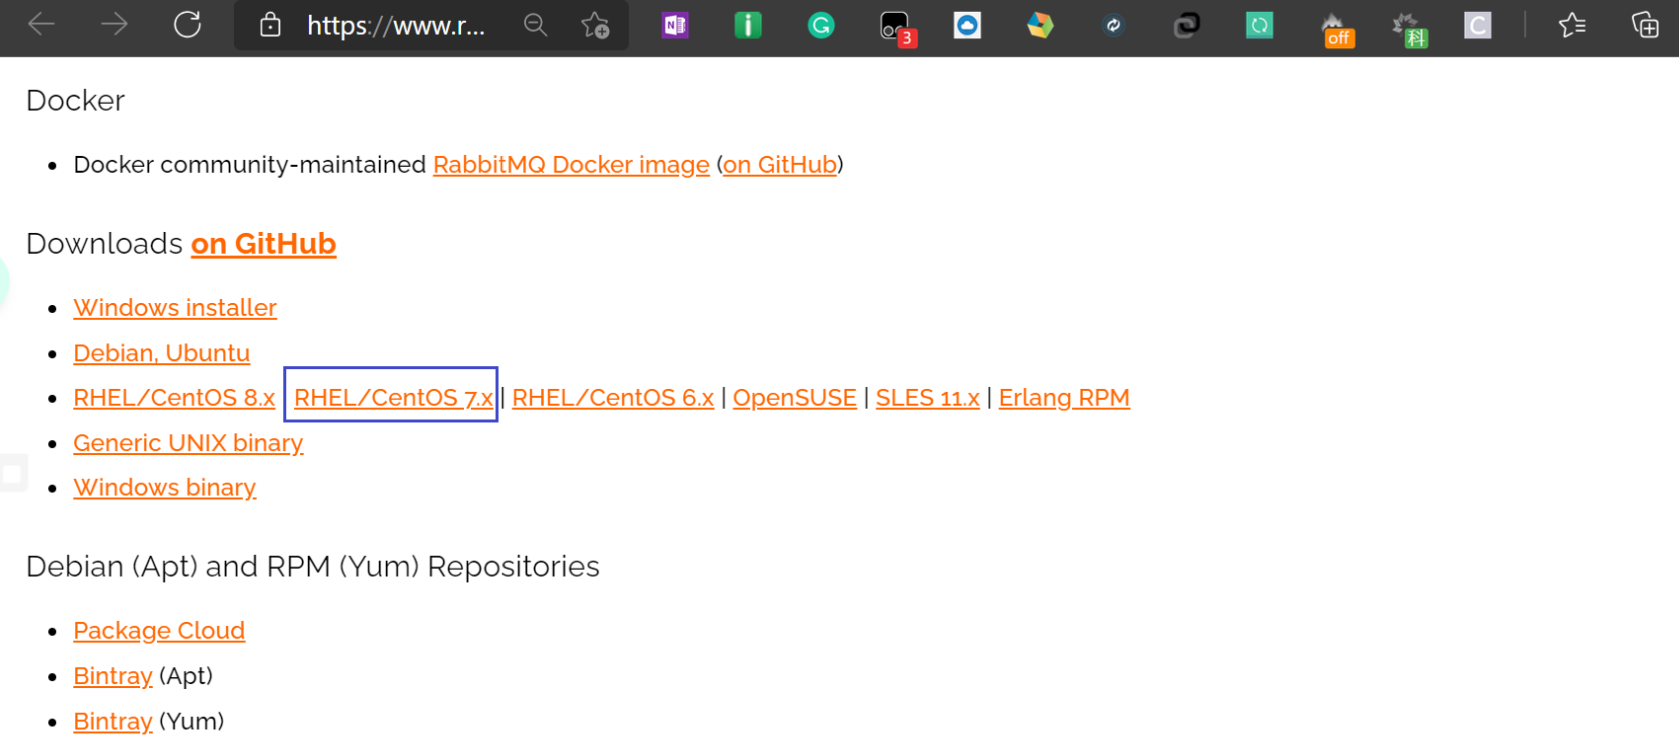 https://www.r...
3
off
科
C
Docker
Docker community-maintained RabbitMQ Docker image (on GitHub)
Downloads on GitHub
Windows installer
Debian, Ubuntu
RHEL/CentOS 8.x RHEL/CentOS 7.x | RHEL/CentOS 6.x | OpenSUSE | SLES 11.x | Erlang RPM
Generic UNIX binary
Windows binary
Debian (Apt) and RPM (Yum) Repositories
Package Cloud
Bintray (Apt)
Bintray (Yum)